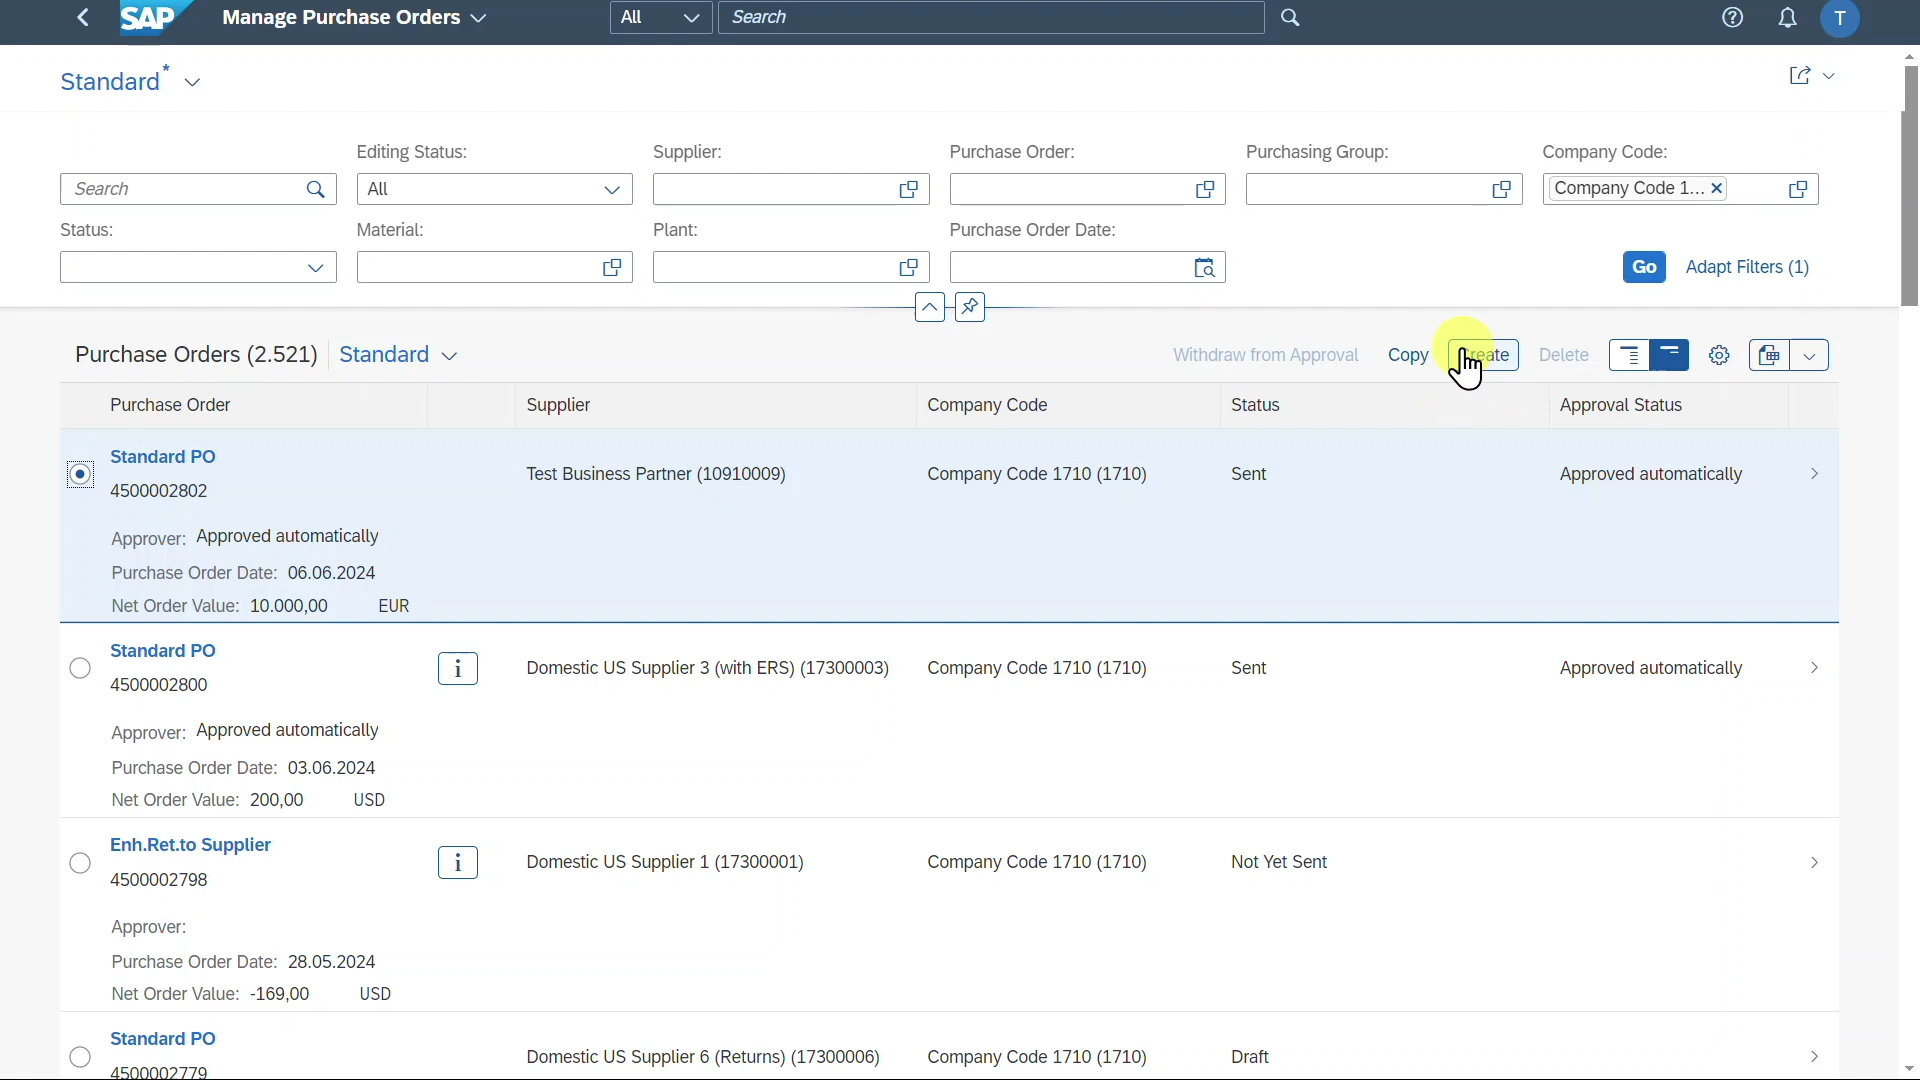 SAP Manage Purchase Orders All Search T
Standard*
Editing Status: Supplier: Purchase Order: Purchasing Group: Company Code:
Search All Company Code 1...
Status: Material: Plant: Purchase Order Date:
Go Adapt Filters (1)
Purchase Orders (2.521) Standard Withdraw from Approval Copy Delete
Purchase Order Supplier Company Code Status Approval Status
Standard PO
Test Business Partner (10910009) Company Code 1710 (1710) Sent Approved automatically
4500002802
Approver: Approved automatically
Purchase Order Date: 06.06.2024
Net Order Value: 10.000,00 EUR
Standard PO
i Domestic US Supplier 3 (with ERS) (17300003) Company Code 1710 (1710) Sent Approved automatically
4500002800
Approver: Approved automatically
Purchase Order Date: 03.06.2024
Net Order Value: 200,00 USD
Enh.Ret.to Supplier
i Domestic US Supplier 1 (17300001) Company Code 1710 (1710) Not Yet Sent
4500002798
Approver:
Purchase Order Date: 28.05.2024
Net Order Value: -169,00 USD
Standard PO
Domestic US Supplier 6 (Returns) (17300006) Company Code 1710 (1710) Draft
4500002779